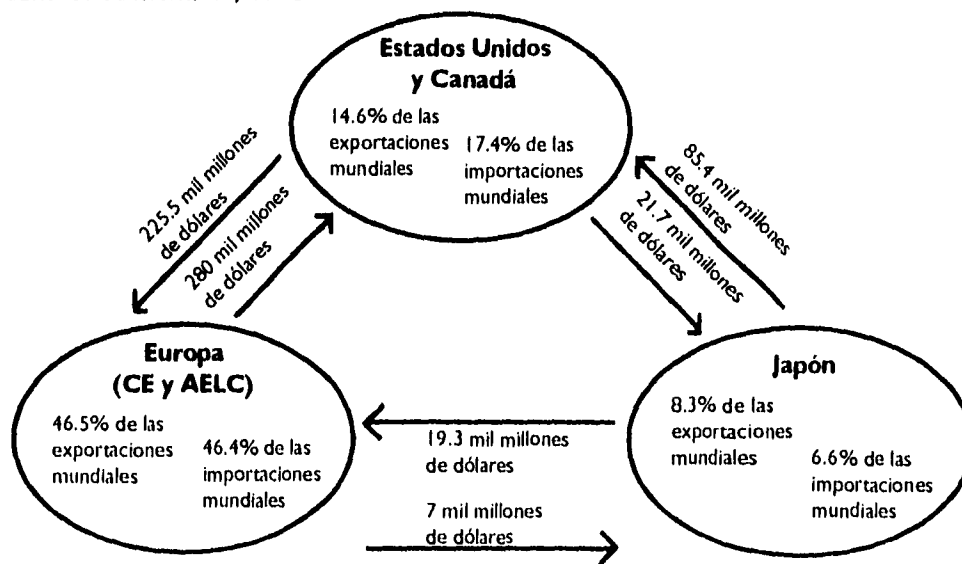 Estados Unidos
y Canadá
14.6% de las
exportaciones
mundiales
17.4% de las
importaciones
mundiales
225.5 mil millones
de dólares
280 mil millones
de dólares
85.4 mil millones
de dólares
21.7 mil millones
de dólares
Europa
(CE y AELC)
46.5% de las
exportaciones
mundiales
46.4% de las
importaciones
mundiales
Japón
8.3% de las
exportaciones
mundiales
6.6% de las
importaciones
mundiales
19.3 mil millones
de dólares
7 mil millones
de dólares